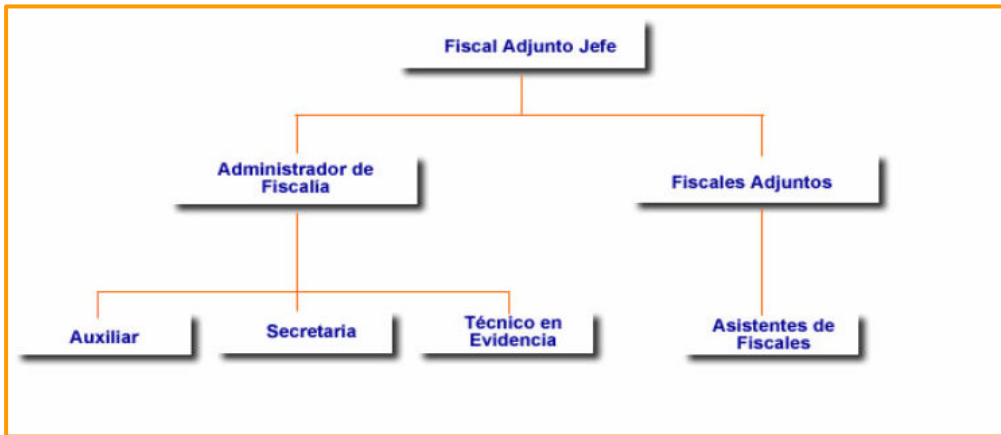 Fiscal Adjunto Jefe
Administrador de
Fiscalía
Fiscales Adjuntos
Auxiliar
Secretaria
Técnico en
Evidencia
Asistentes de
Fiscales